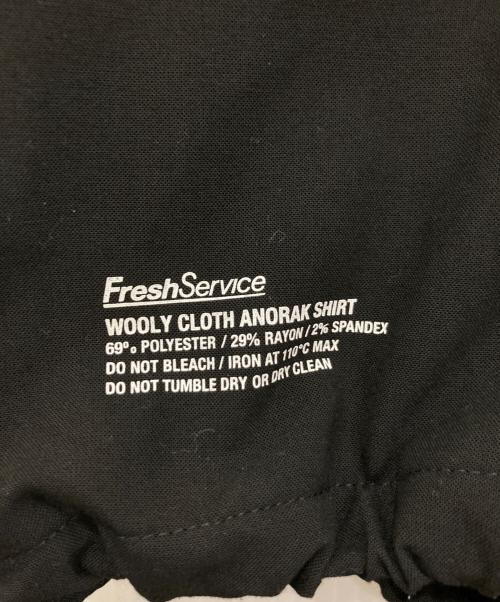 FreshService
WOOLY CLOTH ANORAK SHIRT
69% POLYESTER / 29% RAYON / 2% SPANDEX
DO NOT BLEACH / IRON AT 110°C MAX
DO NOT TUMBLE DRY OR DRY CLEAN